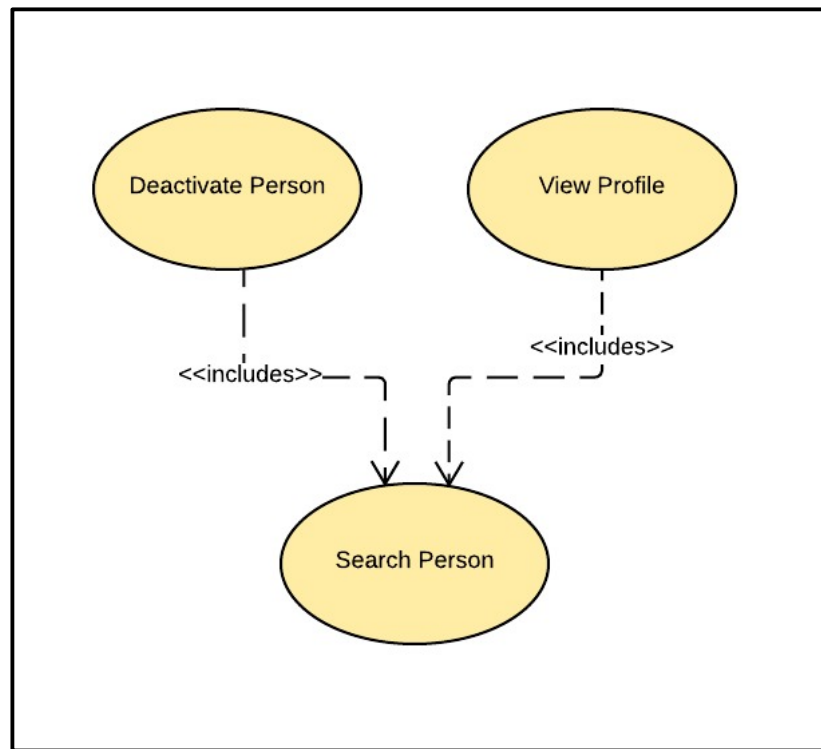 Deactivate Person
View Profile
<<includes>>
<<includes>>
Search Person